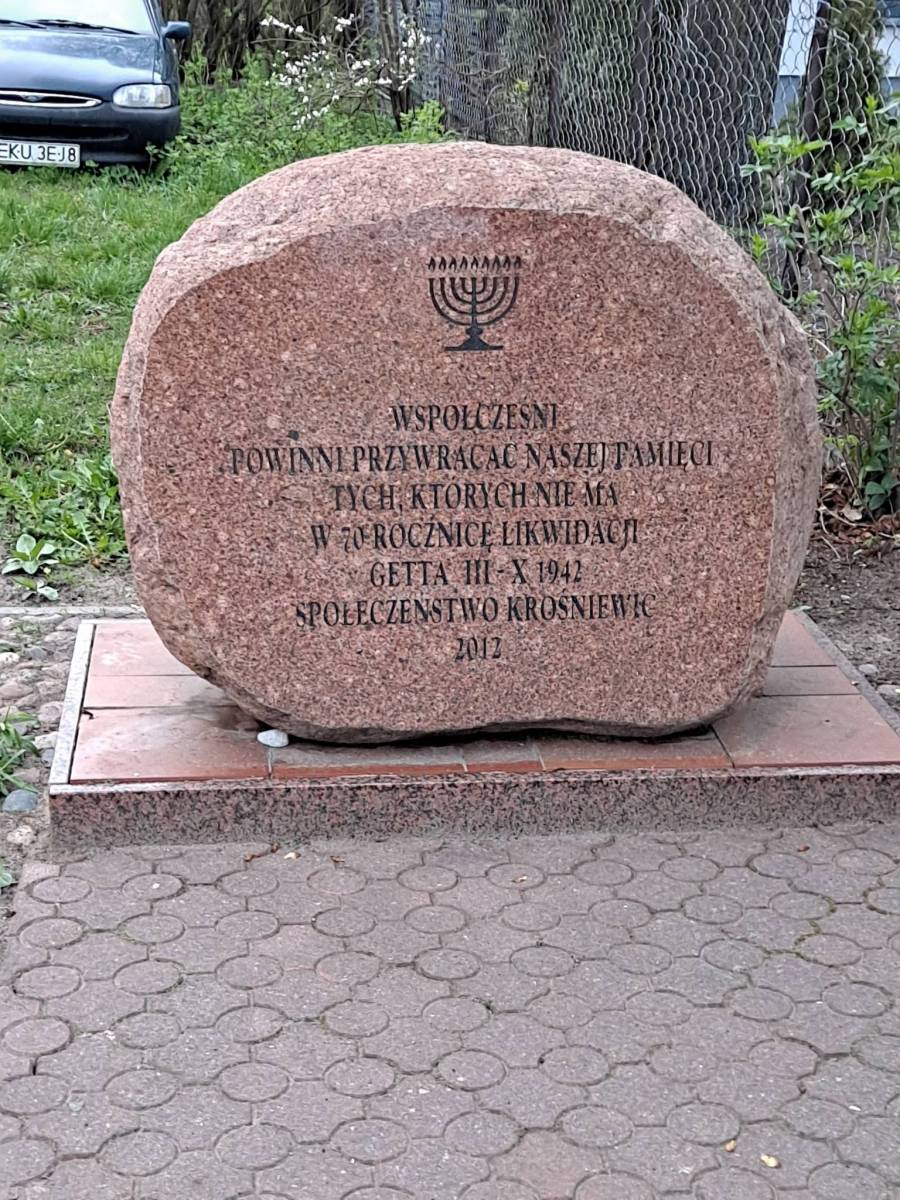 EKU 3EJ8
WSPÓŁCZEŚNI
POWINNI PRZYWRACAĆ NASZEJ PAMIĘCI
TYCH, KTÓRYCH NIE MA
W 70 ROCZNICĘ LIKWIDACJI
GETTA III - X 1942
SPOŁECZEŃSTWO KROŚNIEWIC
2012